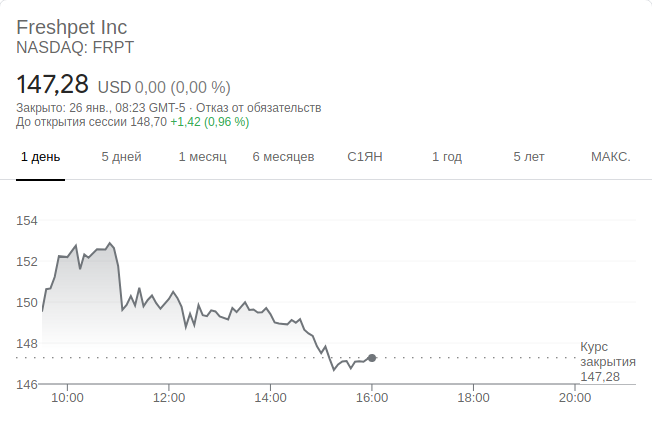 Freshpet Inc
NASDAQ: FRPT
147,28 USD 0,00 (0,00 %)
Закрыто: 26 янв., 08:23 GMT-5 · Отказ от обязательств
До открытия сессии 148,70 +1,42 (0,96 %)
1 день 5 дней 1 месяц 6 месяцев С1ЯН 1 год 5 лет МАКС.
154
152
150
148
146
Курс
закрытия
147,28
10:00 12:00 14:00 16:00 18:00 20:00